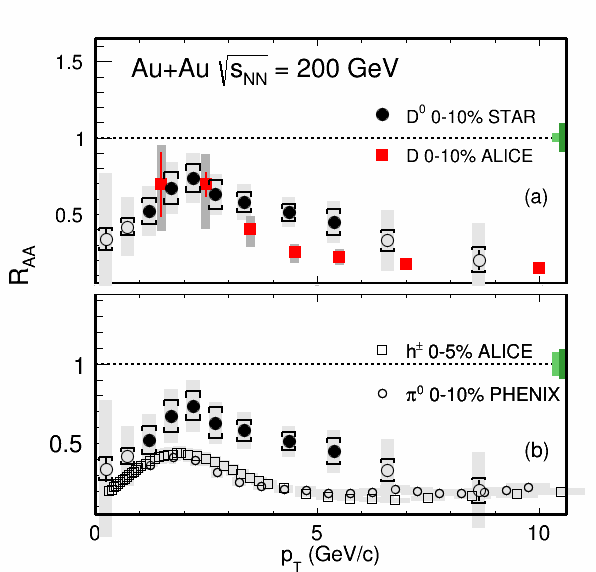 Au+Au √sNN = 200 GeV
1.5
1
0.5
D⁰ 0-10% STAR
D 0-10% ALICE
(a)
RAA
1
0.5
h± 0-5% ALICE
π⁰ 0-10% PHENIX
(b)
0 5 10
pT (GeV/c)